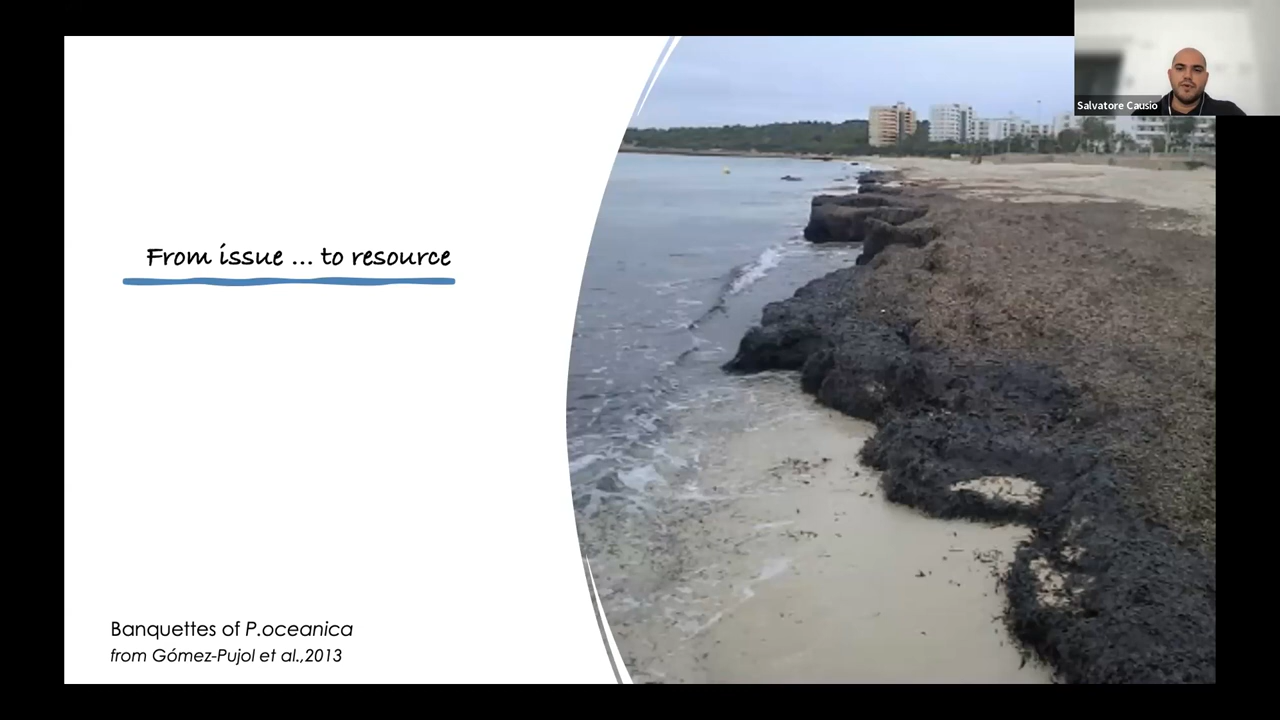 Salvatore Causio
From issue ... to resource
Banquettes of P.oceanica
from Gómez-Pujol et al.,2013